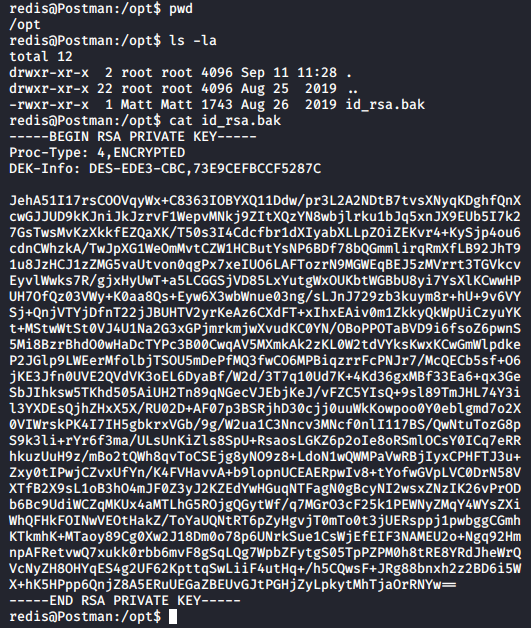 redis@Postman:/opt$ pwd
/opt
redis@Postman:/opt$ ls -la
total 12
drwxr-xr-x  2 root root 4096 Sep 11 11:28 .
drwxr-xr-x 22 root root 4096 Aug 25  2019 ..
-rwxr-xr-x  1 Matt Matt 1743 Aug 26  2019 id_rsa.bak
redis@Postman:/opt$ cat id_rsa.bak
-----BEGIN RSA PRIVATE KEY-----
Proc-Type: 4,ENCRYPTED
DEK-Info: DES-EDE3-CBC,73E9CEFBCCF5287C
JehA51I17rsCOOVqyWx+C8363IOBYXQ11Ddw/pr3L2A2NDtB7tvsXNyqKDghfQnX
cwGJJUD9kKJniJkJzrvF1WepvMNkj9ZItXQzYN8wbjlrku1bJq5xnJX9EUb5I7k2
7GsTwsMvKzXkkfEZQaXK/T50s3I4Cdcfbr1dXIyabXLLpZOiZEKvr4+KySjp4ou6
cdnCWhzkA/TwJpXG1WeOmMvtCZW1HCButYsNP6BDf78bQGmmlirqRmXfLB92JhT9
1u8JzHCJ1zZMG5vaUtvon0qgPx7xeIUO6LAFTozrN9MGWEqBEJ5zMVrrt3TGVkcv
EyvlWwks7R/gjxHyUwT+a5LCGGSjVD85LxYutgWxOUKbtWGBbU8yi7YsXlKCwwHP
UH7OfQz03VWy+K0aa8Qs+Eyw6X3wbWnue03ng/sLJnJ729zb3kuym8r+hU+9v6VY
Sj+QnjVTYjDfnT22jJBUHTV2yrKeAz6CXdFT+xIhxEAiv0m1ZkkyQkWpUiCzyuYK
t+MStwWtSt0VJ4U1Na2G3xGPjmrkmjwXvudKC0YN/OBoPPOTaBVD9i6fsoZ6pwnS
5Mi8BzrBhdO0wHaDcTYPc3B00CwqAV5MXmkAk2zKL0W2tdVYksKwxKCwGmWlpdke
P2JGlp9LWEerMfolbjTSOU5mDePfMQ3fwCO6MPBiqzrrFcPNJr7/McQECb5sf+O6
jKE3Jfn0UVE2QVdVK3oEL6DyaBf/W2d/3T7q10Ud7K+4Kd36gxMBf33Ea6+qx3Ge
SbJIhksw5TKhd505AiUH2Tn89qNGecVJEbjKeJ/vFZC5YIsQ+9sl89TmJHL74Y3i
l3YXDEsQjhZHxX5X/RU02D+AF07p3BSRjhD30cjj0uuWkKowpoo0Y0eblgmd7o2X
0VIWrskPK4I7IH5gbkrxVGb/9g/W2ua1C3Nncv3MNcf0nlI117BS/QwNtuTozG8p
S9k3li+rYr6f3ma/ULsUnKiZls8SpU+RsaosLGKZ6p2oIe8oRSmlOCsY0ICq7eRR
hkuzUuH9z/mBo2tQWh8qvToCSEjg8yNO9z8+LdoN1wQWMPaVwRBjIyxCPHFTJ3u+
Zxy0tIPwjCZvxUfYn/K4FVHavvA+b9lopnUCEAERpwIv8+tYofwGVpLVC0DrN58V
XTfB2X9sL1oB3hO4mJF0Z3yJ2KZEdYwHGuqNTFagN0gBcyNI2wsxZNzIK26vPrOD
b6Bc9UdiWCZqMKUx4aMTLhG5ROjgQGytWf/q7MGrO3cF25k1PEWNyZMqY4WYsZXi
WhQFHkFOINwVEOtHakZ/ToYaUQNtRT6pZyHgvjT0mTo0t3jUERsppj1pwbggCGmh
KTkmhK+MTaoy89Cg0Xw2J18Dm0o78p6UNrkSue1CsWjEfEIF3NAMEU2o+Ngq92Hm
npAFRetvwQ7xukk0rbb6mvF8gSqLQg7WpbZFytgS05TpPZPM0h8tRE8YRdJheWrQ
VcNyZH8OHYqES4g2UF62KpttqSwLiiF4utHq+/h5CQwsF+JRg88bnxh2z2BD6i5W
X+hK5HPpp6QnjZ8A5ERuUEGaZBEUvGJtPGHjZyLpkytMhTjaOrRNYw==
-----END RSA PRIVATE KEY-----
redis@Postman:/opt$